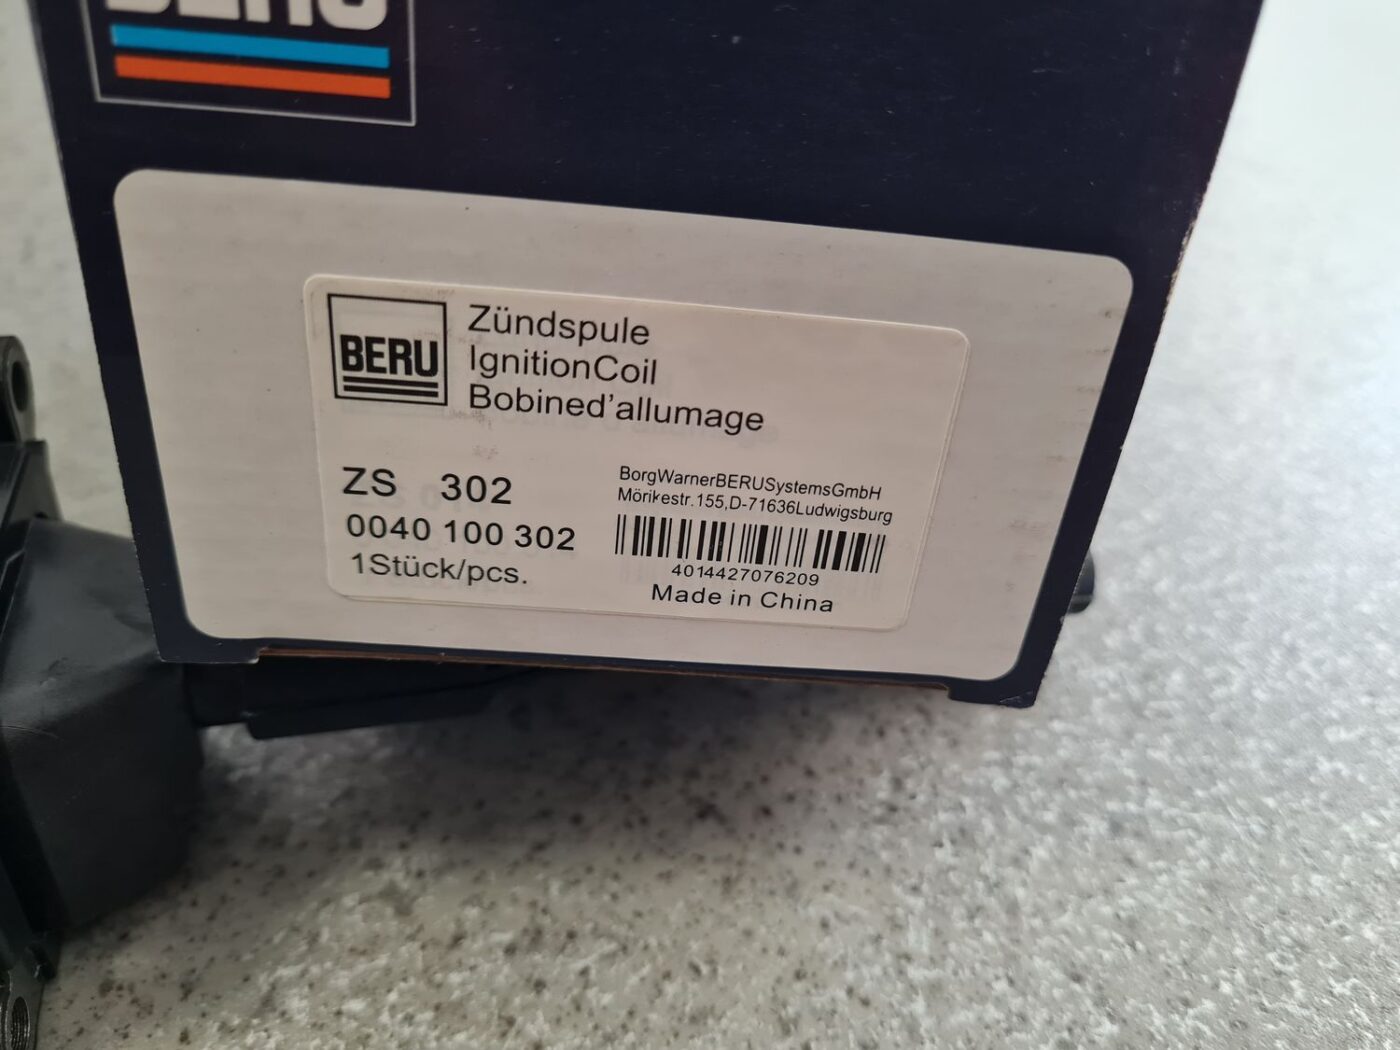 BERU
BERU
Zündspule
IgnitionCoil
Bobined'allumage
ZS 302
0040 100 302
1Stück/pcs.
BorgWarnerBERUSystemsGmbH
Mörikestr.155,D-71636Ludwigsburg
4014427076209
Made in China